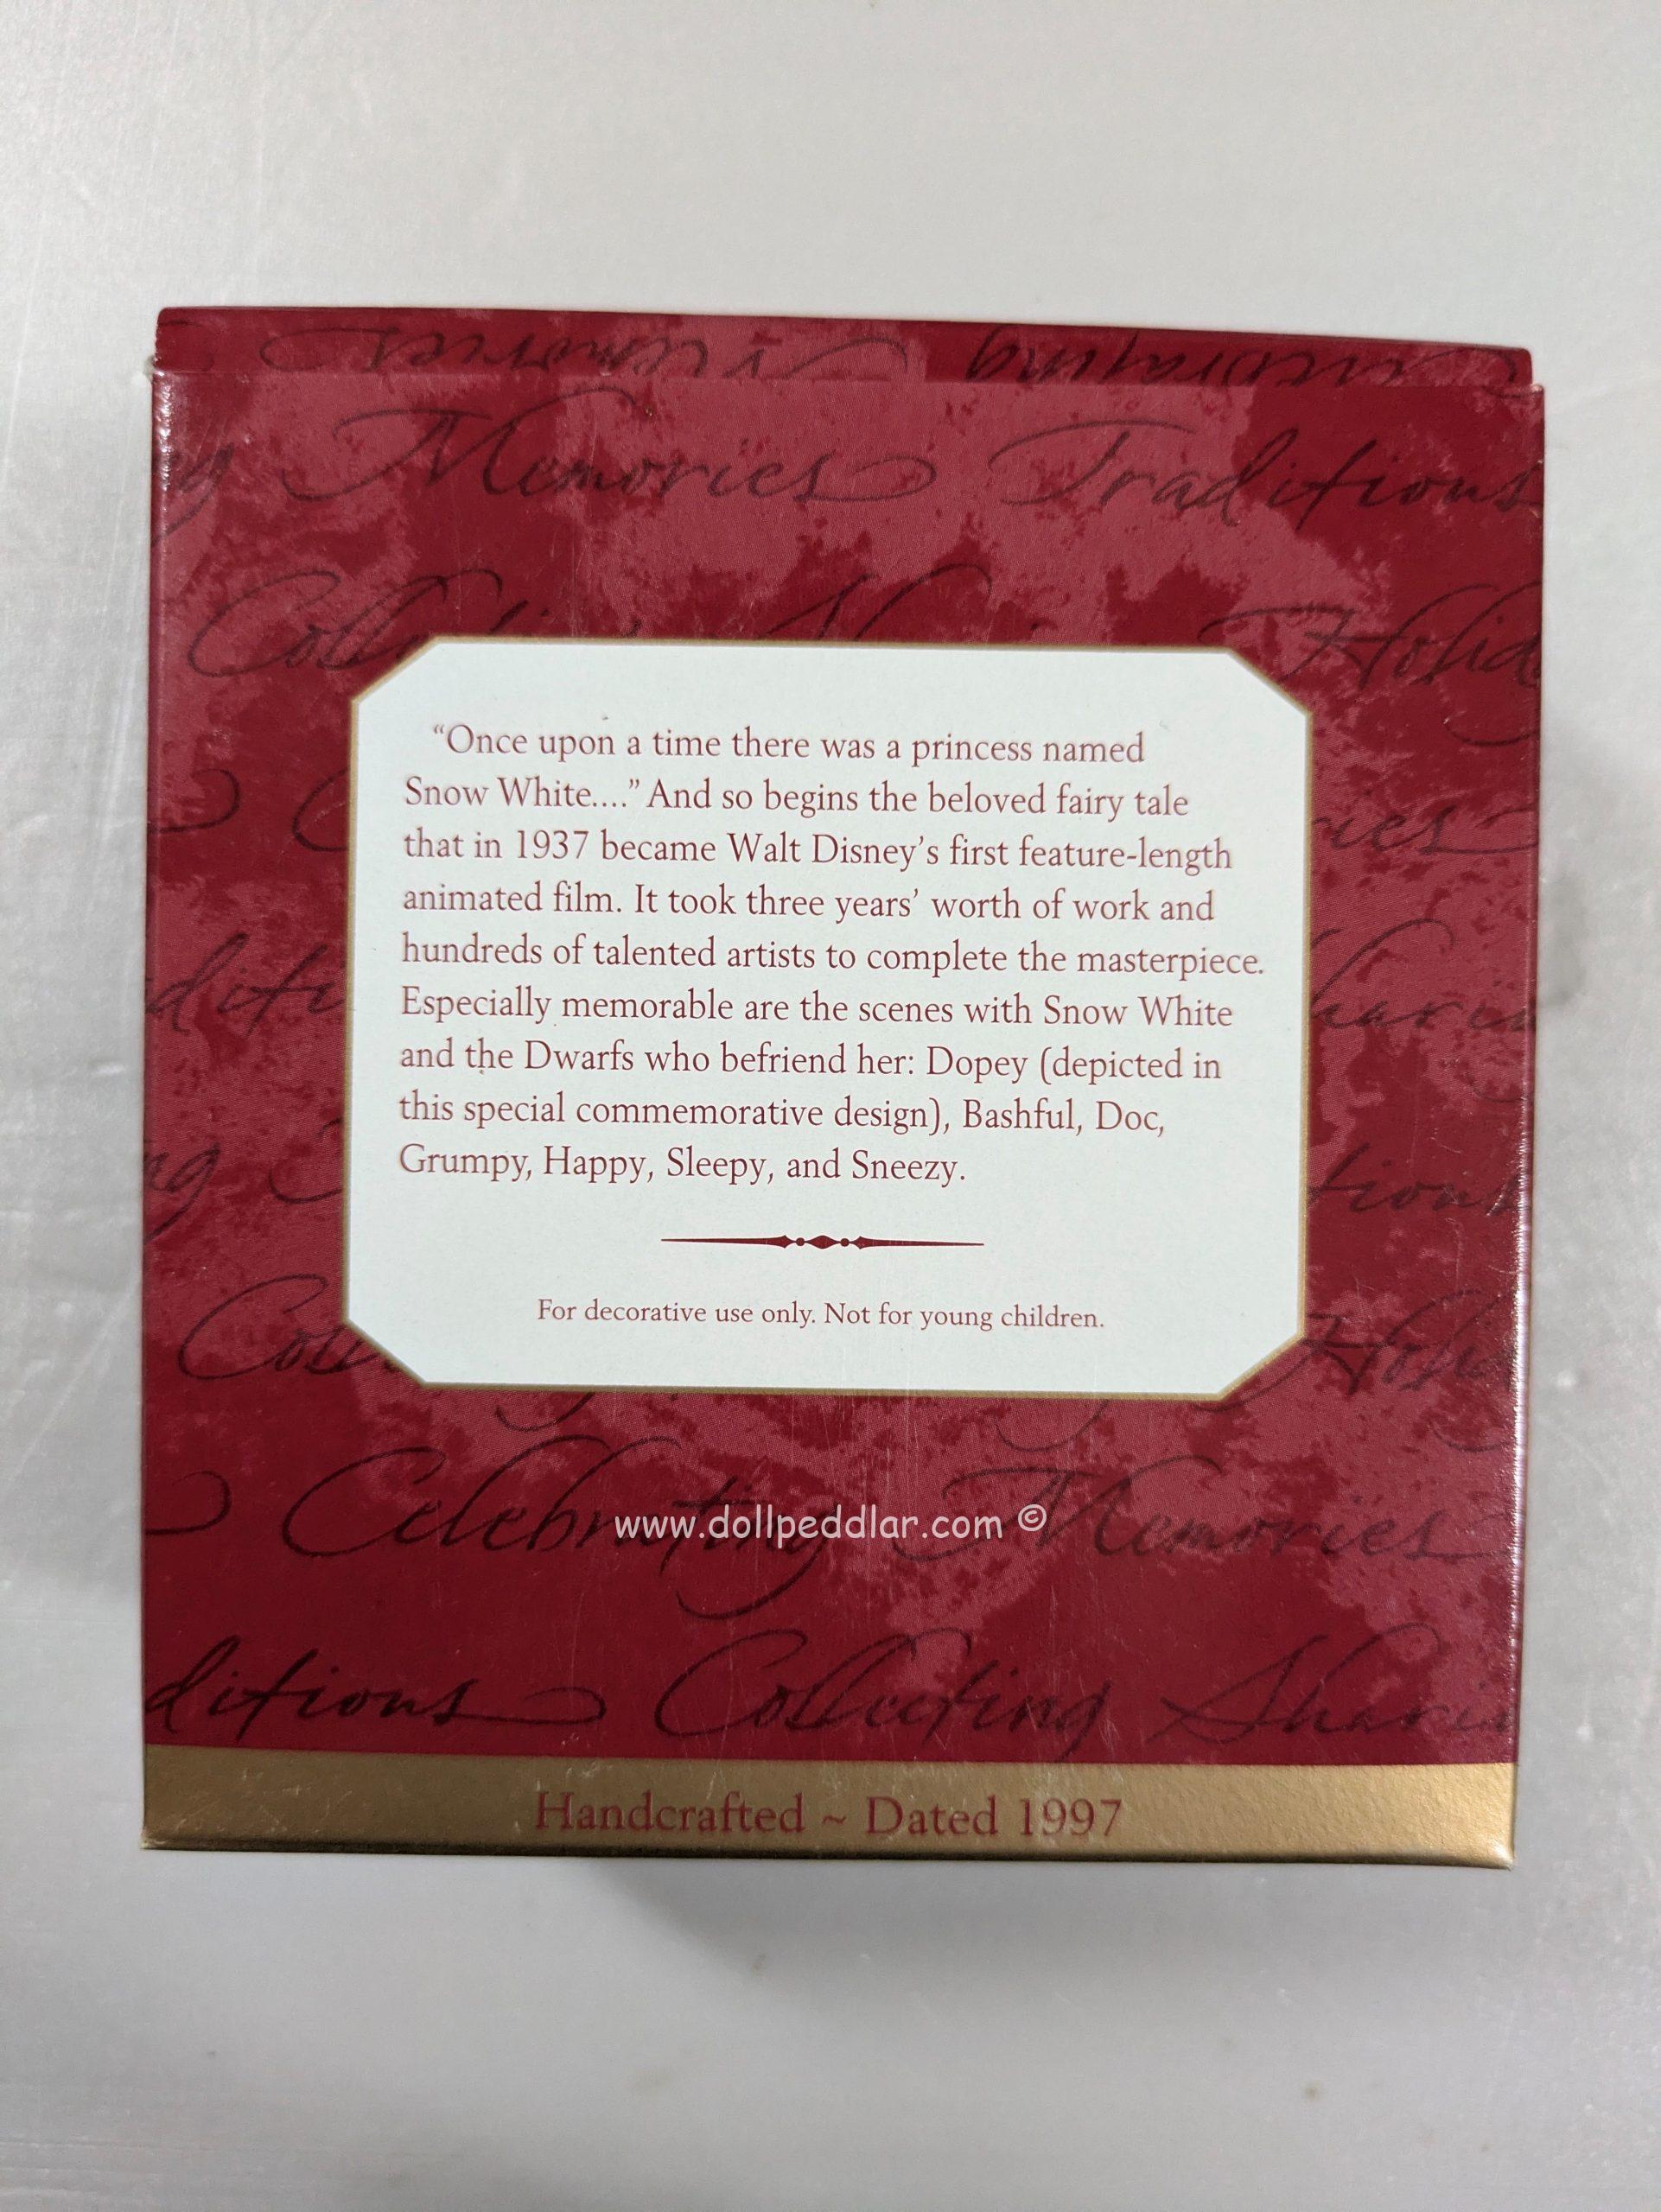 Memories
Traditions
"Once upon a time there was a princess named
Snow White...." And so begins the beloved fairy tale
that in 1937 became Walt Disney's first feature-length
animated film. It took three years' worth of work and
hundreds of talented artists to complete the masterpiece.
Especially memorable are the scenes with Snow White
and the Dwarfs who befriend her: Dopey (depicted in
this special commemorative design), Bashful, Doc,
Grumpy, Happy, Sleepy, and Sneezy.
For decorative use only. Not for young children.
Celebrating Memories
www.dollpeddlar.com ©
ditions Collecting Sharin
Handcrafted ~ Dated 1997